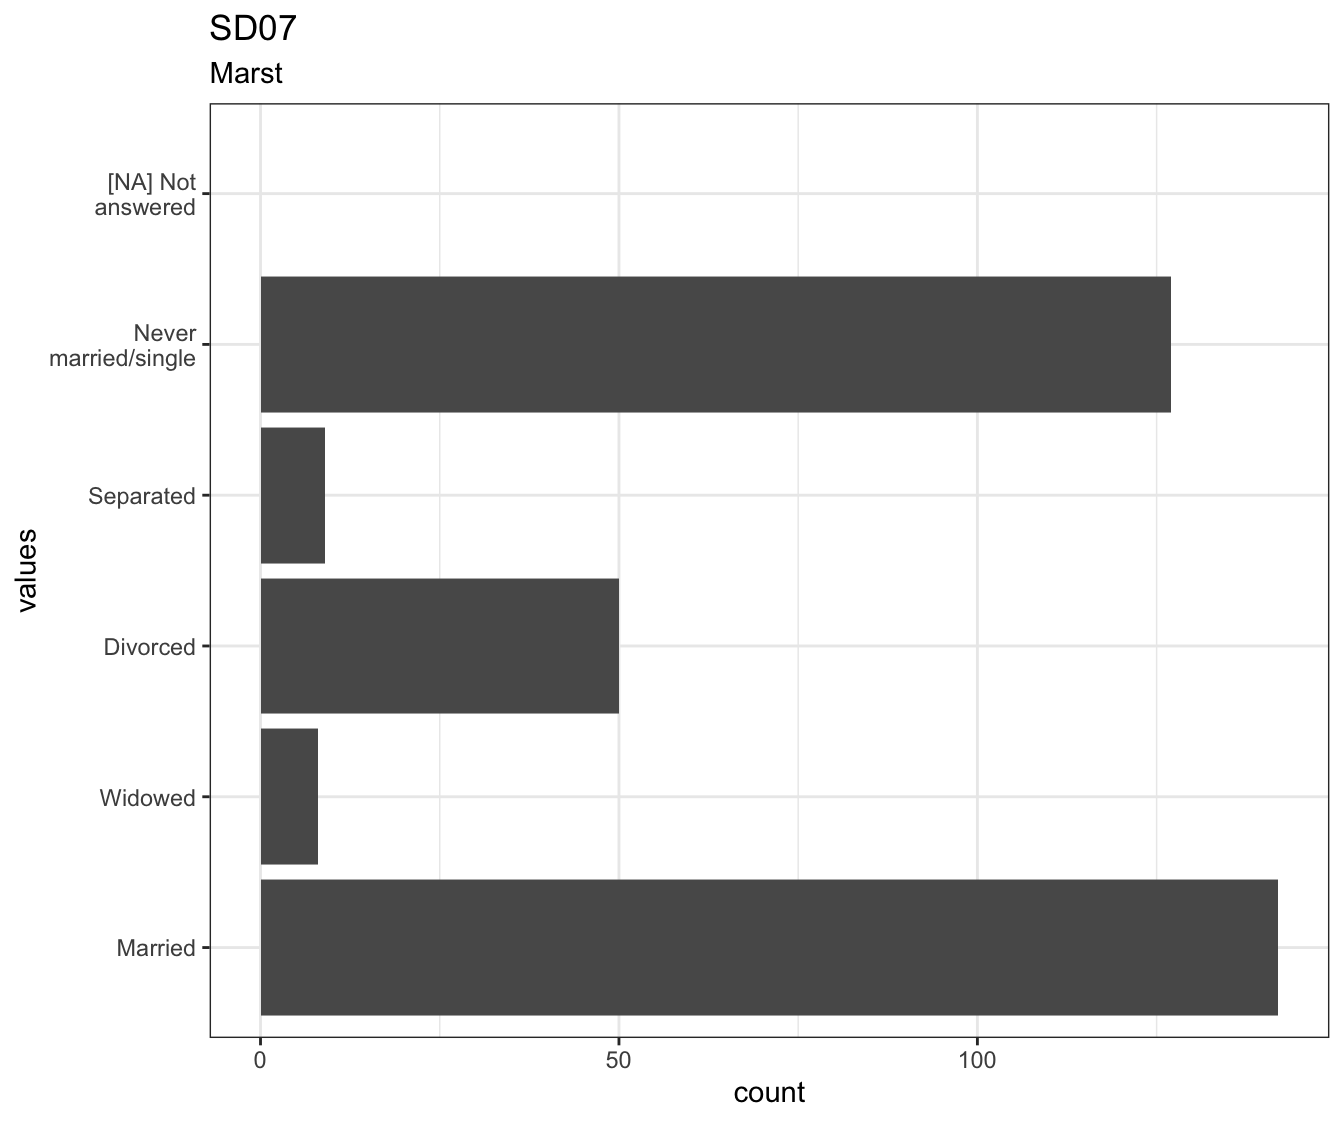 SD07
Marst
[NA] Not
answered
Never
married/single
Separated
Divorced
Widowed
Married
values
0 50 100
count